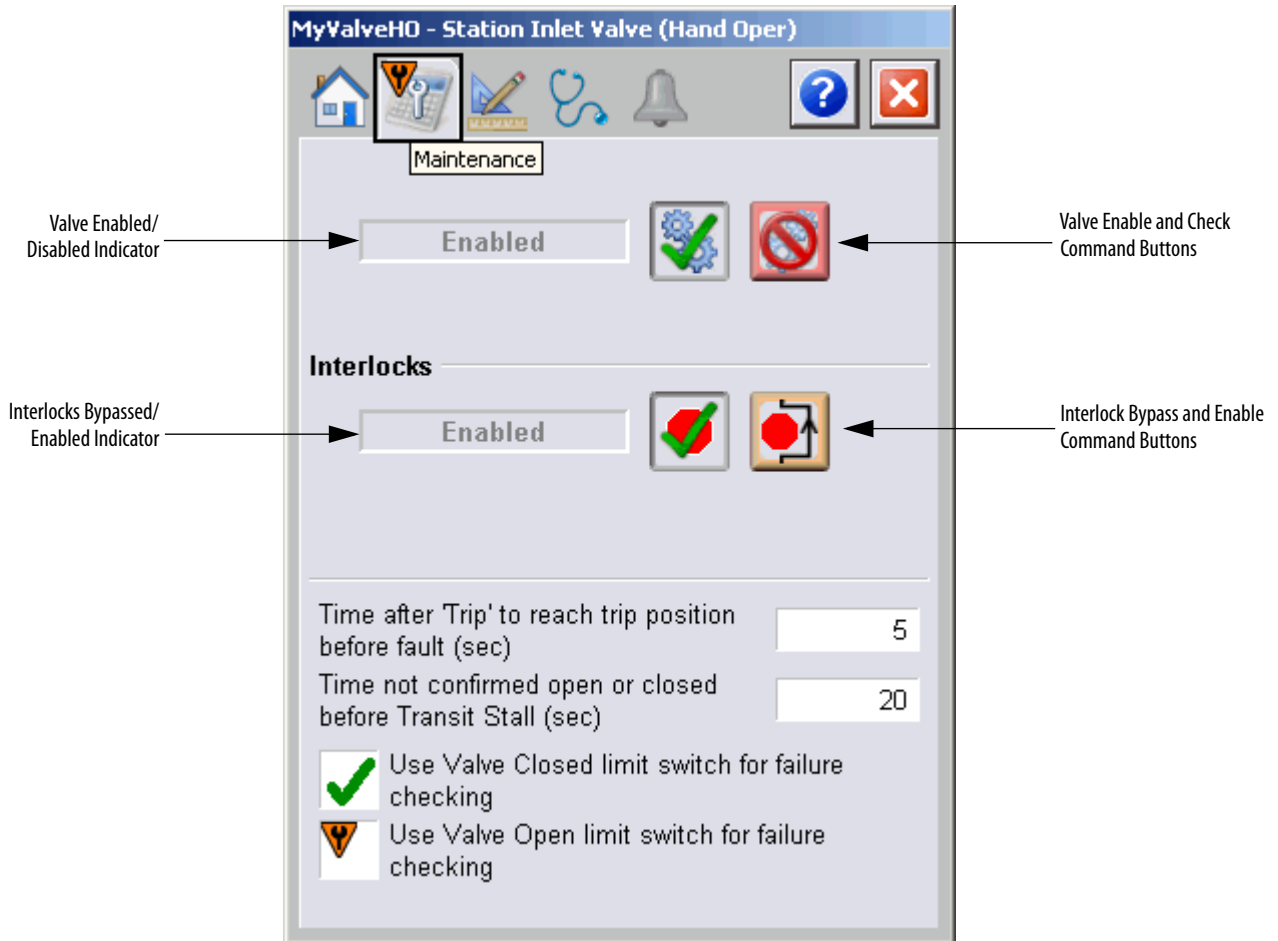 MyValveHO - Station Inlet Valve (Hand Oper)
?
Maintenance
Valve Enabled/
Disabled Indicator
Enabled
Valve Enable and Check
Command Buttons
Interlocks
Interlocks Bypassed/
Enabled Indicator
Enabled
Interlock Bypass and Enable
Command Buttons
Time after 'Trip' to reach trip position
before fault (sec)
5
Time not confirmed open or closed
before Transit Stall (sec)
20
Use Valve Closed limit switch for failure
checking
Use Valve Open limit switch for failure
checking